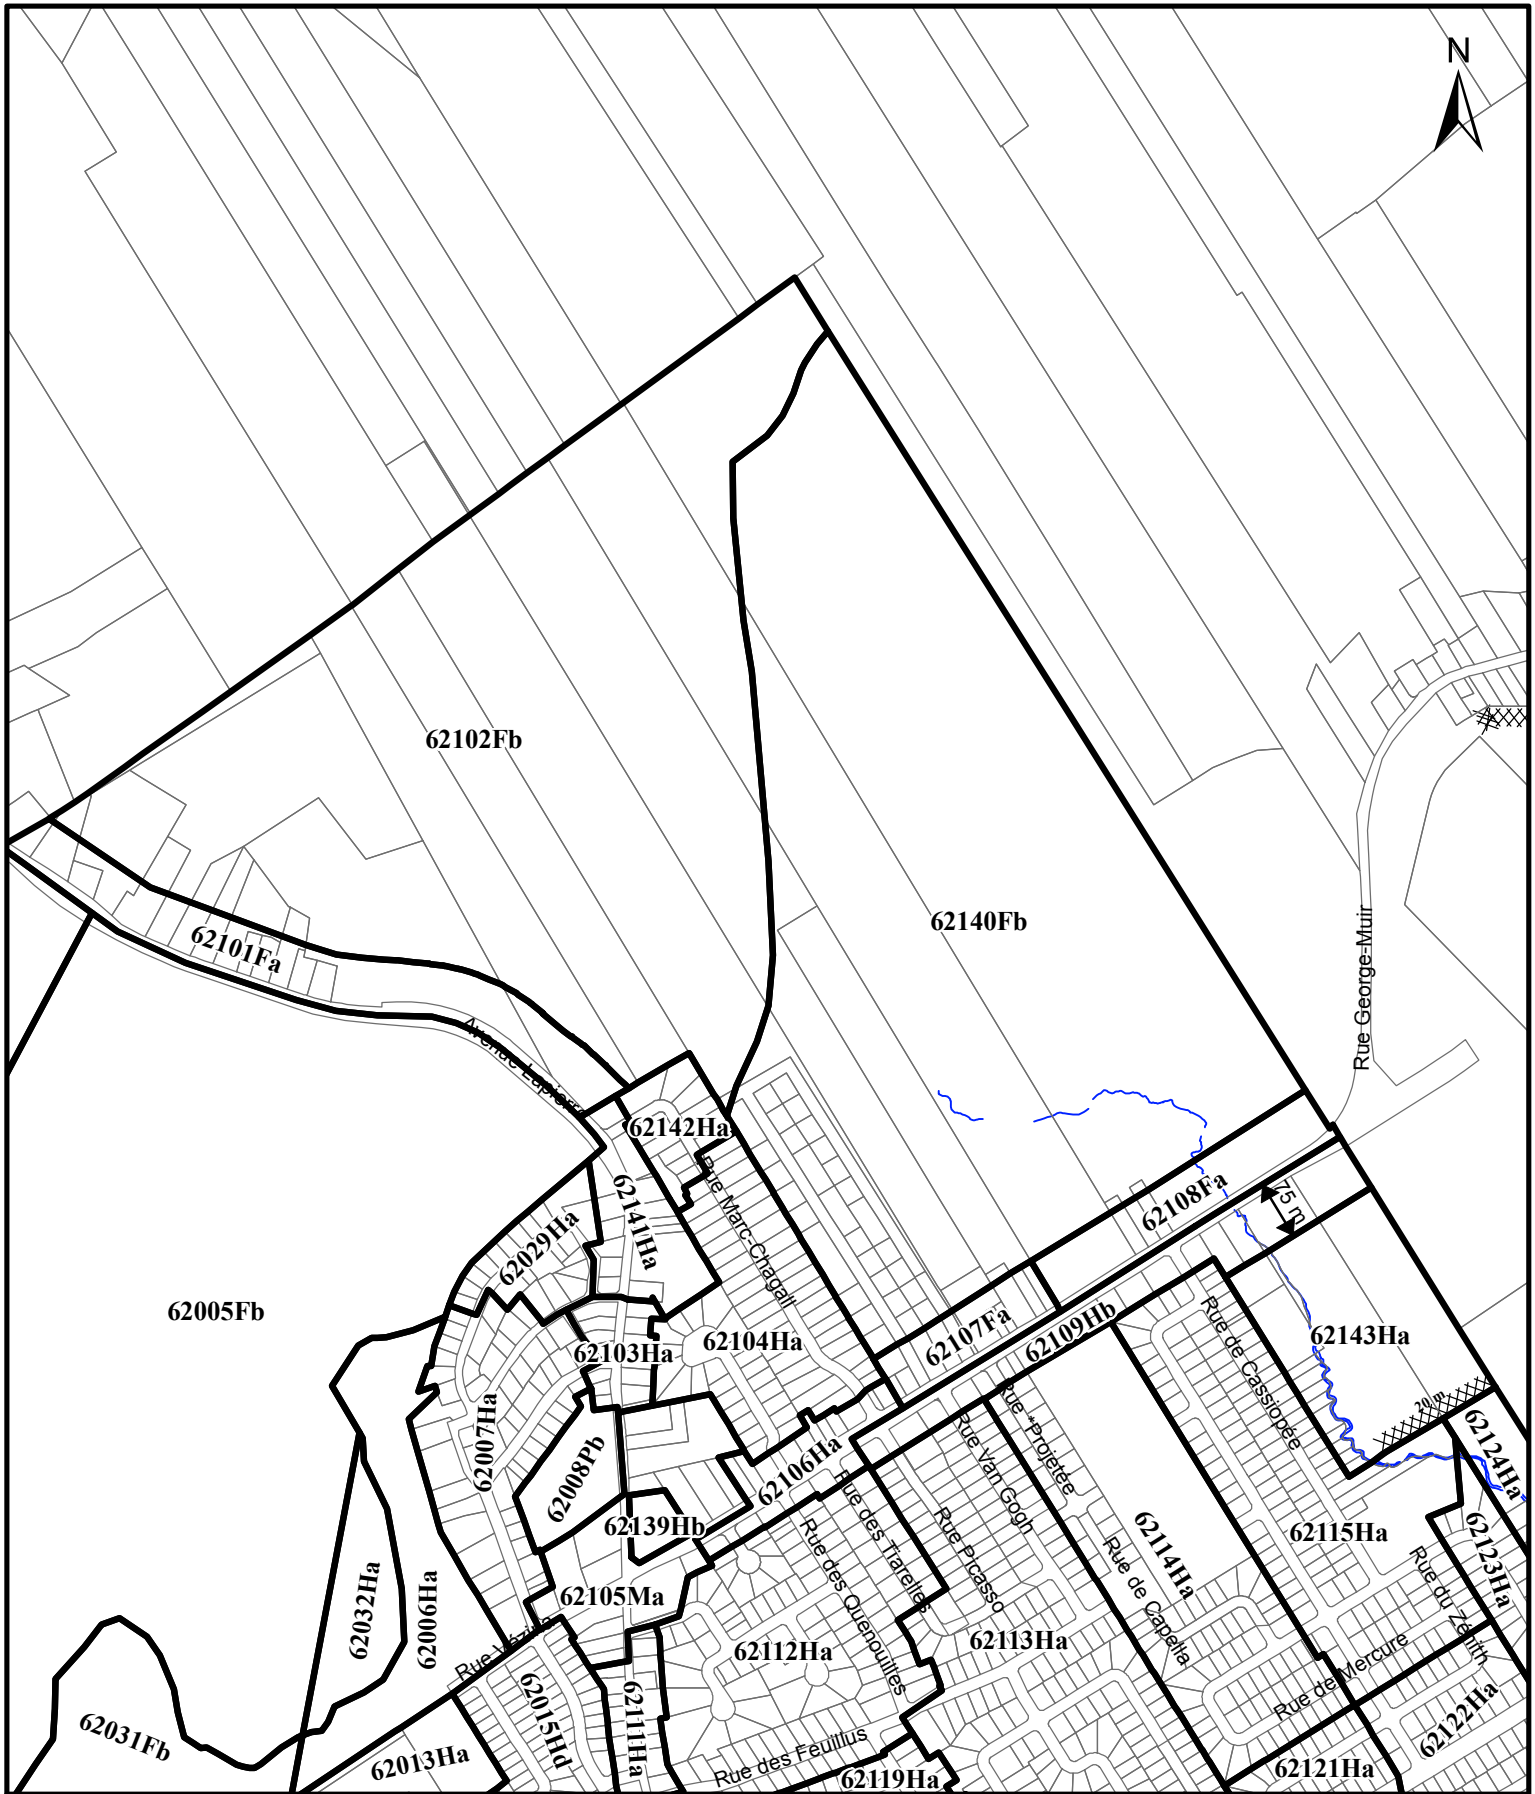 N
62102Fb
62140Fb
62101Fa
Rue George-Muir
Avenue Lapierre
62142Ha
Rue Marc-Chagall
62108Fa
75 m
62141Ha
62029Ha
62005Fb
62107Fa
62109Hb
62143Ha
62103Ha
62104Ha
Rue de Cassiopée
20 m
62124Ha
62007Ha
62008Pb
62106Ha
Rue *Projetée
Rue Van Gogh
Rue des Tiarelles
Rue Picasso
Rue des Quenouilles
62139Hb
62114Ha
62115Ha
62123Ha
Rue du Zénith
62032Ha
62006Ha
62105Ma
Rue de Capella
Rue Vézina
62112Ha
62113Ha
Rue de Mercure
62031Fb
62013Ha
62015Hd
62111Ha
Rue des Feuillus
62119Ha
62121Ha
62122Ha